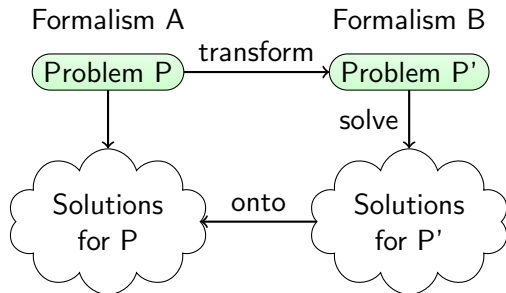 Formalism A
Formalism B
transform
Problem P
Problem P'
solve
Solutions
for P
onto
Solutions
for P'